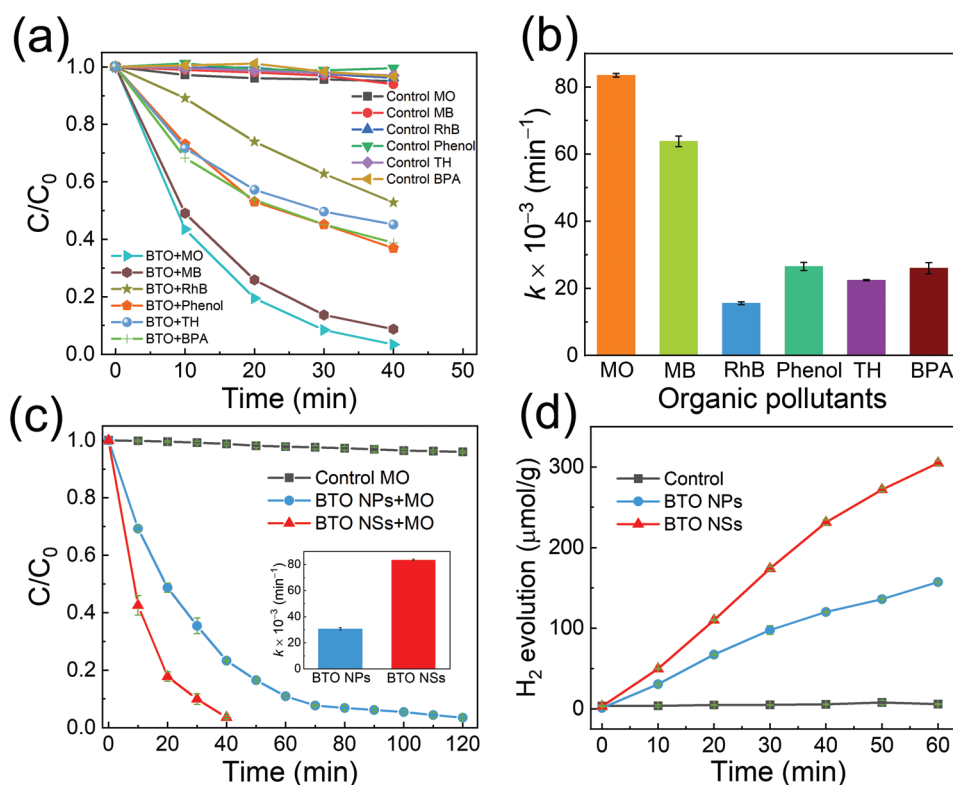 (a)
C/C0
1.0
0.8
0.6
0.4
0.2
0.0
Control MO
Control MB
Control RhB
Control Phenol
Control TH
Control BPA
BTO+MO
BTO+MB
BTO+RhB
BTO+Phenol
BTO+TH
BTO+BPA
0 10 20 30 40 50
Time (min)
(b)
k × 10⁻³ (min⁻¹)
80
60
40
20
0
MO MB RhB Phenol TH BPA
Organic pollutants
(c)
C/C0
1.0
0.8
0.6
0.4
0.2
0.0
Control MO
BTO NPs+MO
BTO NSs+MO
k × 10⁻³ (min⁻¹)
80
60
40
20
0
BTO NPs BTO NSs
0 20 40 60 80 100 120
Time (min)
(d)
H₂ evolution (μmol/g)
300
200
100
0
Control
BTO NPs
BTO NSs
0 10 20 30 40 50 60
Time (min)